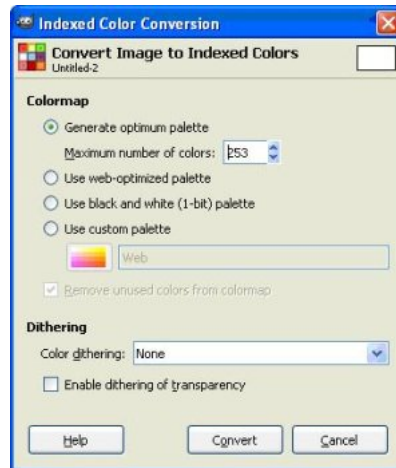 Indexed Color Conversion
Convert Image to Indexed Colors
Untitled-2
Colormap
Generate optimum palette
Maximum number of colors: 253
Use web-optimized palette
Use black and white (1-bit) palette
Use custom palette
Web
Remove unused colors from colormap
Dithering
Color dithering: None
Enable dithering of transparency
Help Convert Cancel